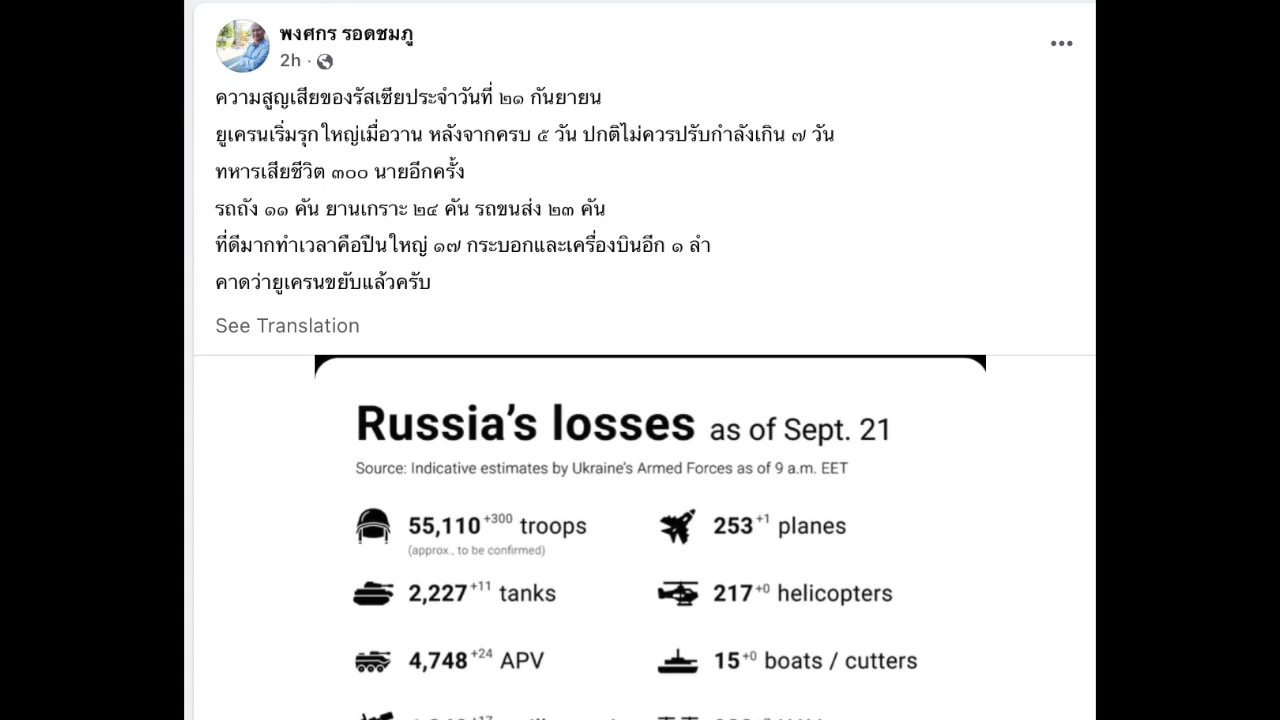 พงศกร รอดชมภู
2h ·
ความสูญเสียของรัสเซียประจำวันที่ ๒๑ กันยายน
ยูเครนเริ่มรุกใหญ่เมื่อวาน หลังจากครบ ๕ วัน ปกติไม่ควรปรับกำลังเกิน ๗ วัน
ทหารเสียชีวิต ๓๐๐ นายอีกครั้ง
รถถัง ๑๑ คัน ยานเกราะ ๒๔ คัน รถขนส่ง ๒๓ คัน
ที่ดีมากทำเวลาคือปืนใหญ่ ๑๗ กระบอกและเครื่องบินอีก ๑ ลำ
คาดว่ายูเครนขยับแล้วครับ
See Translation
Russia's losses as of Sept. 21
Source: Indicative estimates by Ukraine's Armed Forces as of 9 a.m. EET
55,110 +300 troops
(approx., to be confirmed)
253 +1 planes
2,227 +11 tanks
217 +0 helicopters
4,748 +24 APV
15 +0 boats / cutters
+17